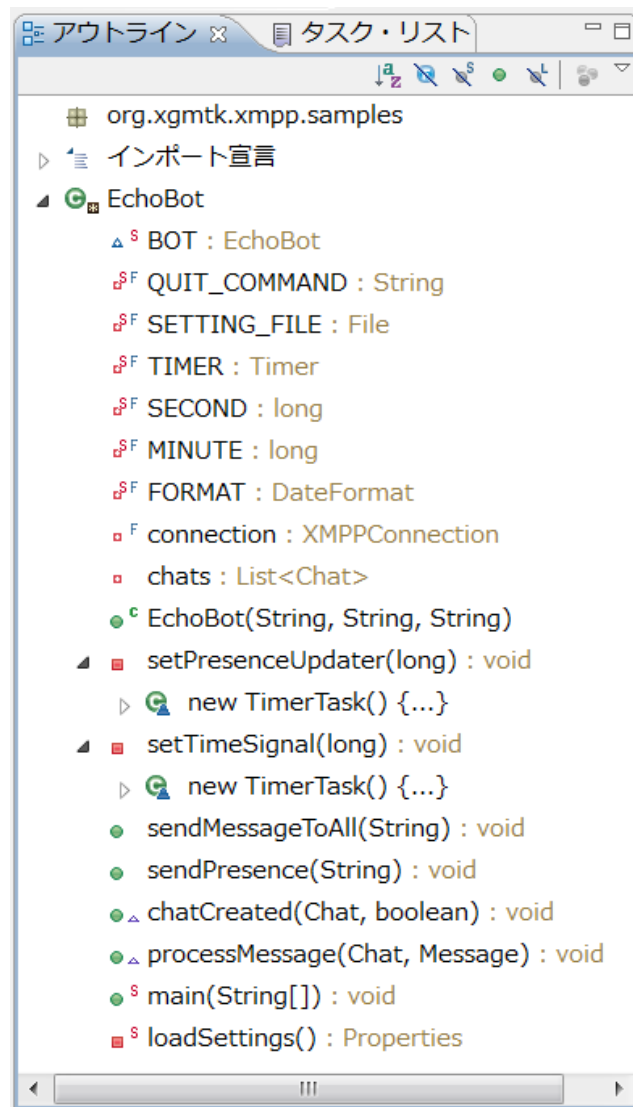 アウトライン タスク・リスト
org.xgmtk.xmpp.samples
インポート宣言
EchoBot
BOT : EchoBot
QUIT_COMMAND : String
SETTING_FILE : File
TIMER : Timer
SECOND : long
MINUTE : long
FORMAT : DateFormat
connection : XMPPConnection
chats : List<Chat>
EchoBot(String, String, String)
setPresenceUpdater(long) : void
new TimerTask() {...}
setTimeSignal(long) : void
new TimerTask() {...}
sendMessageToAll(String) : void
sendPresence(String) : void
chatCreated(Chat, boolean) : void
processMessage(Chat, Message) : void
main(String[]) : void
loadSettings() : Properties